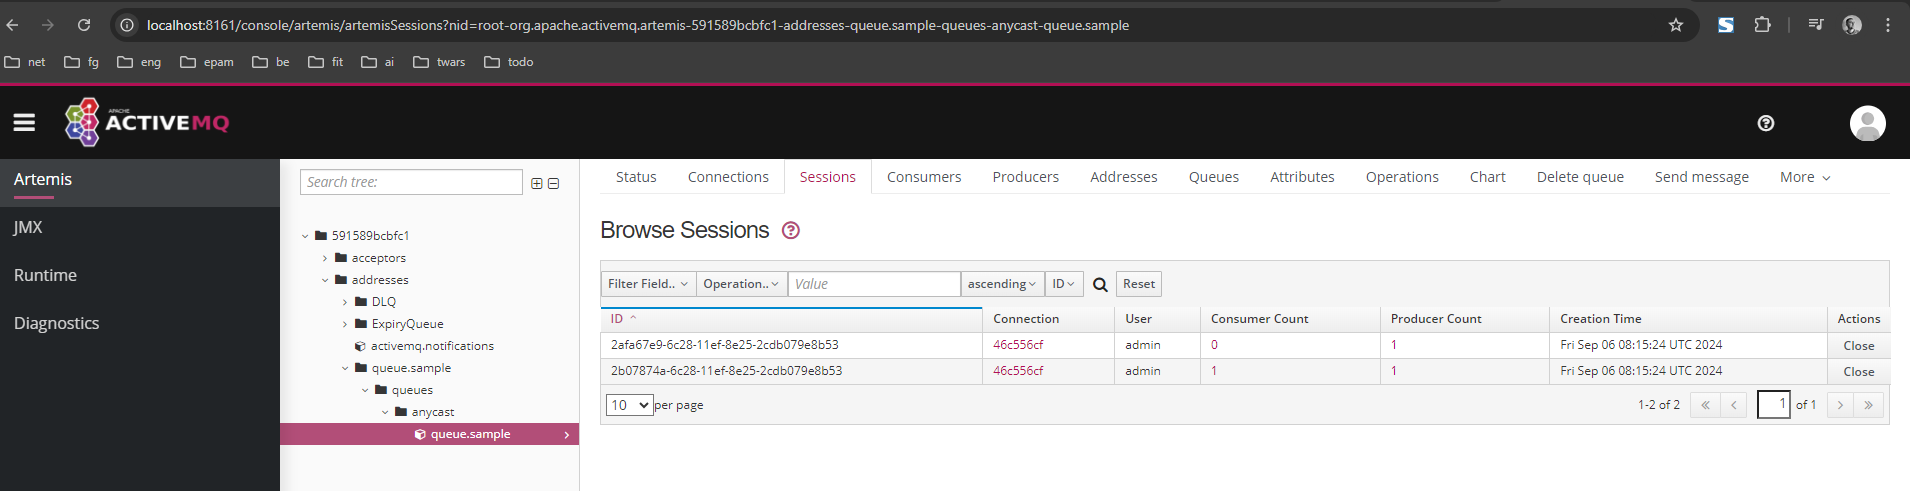 localhost:8161/console/artemis/artemisSessions?nid=root-org.apache.activemq.artemis-591589bcbfc1-addresses-queue.sample-queues-anycast-queue.sample
net fg eng epam be fit ai twars todo
APACHE
ACTIVEMQ
Artemis
JMX
Runtime
Diagnostics
Search tree:
591589bcbfc1
acceptors
addresses
DLQ
ExpiryQueue
activemq.notifications
queue.sample
queues
anycast
queue.sample
Status Connections Sessions Consumers Producers Addresses Queues Attributes Operations Chart Delete queue Send message More
Browse Sessions
Filter Field.. Operation.. Value ascending ID Reset
ID Connection User Consumer Count Producer Count Creation Time Actions
2afa67e9-6c28-11ef-8e25-2cdb079e8b53 46c556cf admin 0 1 Fri Sep 06 08:15:24 UTC 2024 Close
2b07874a-6c28-11ef-8e25-2cdb079e8b53 46c556cf admin 1 1 Fri Sep 06 08:15:24 UTC 2024 Close
10 per page 1-2 of 2 1 of 1